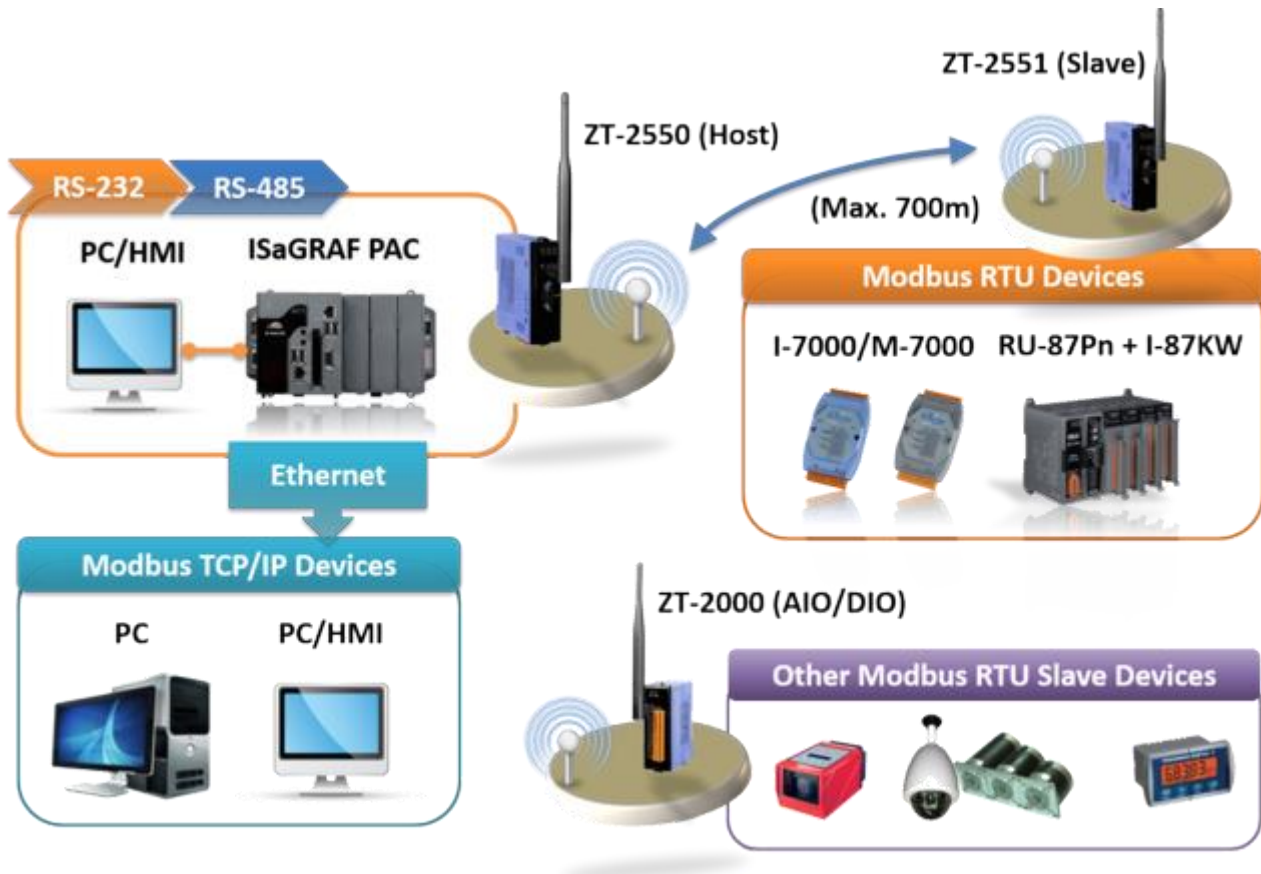 ZT-2551 (Slave)
ZT-2550 (Host)
RS-232
RS-485
(Max. 700m)
PC/HMI
ISaGRAF PAC
Modbus RTU Devices
I-7000/M-7000
RU-87Pn + I-87KW
Ethernet
Modbus TCP/IP Devices
PC
PC/HMI
ZT-2000 (AIO/DIO)
Other Modbus RTU Slave Devices